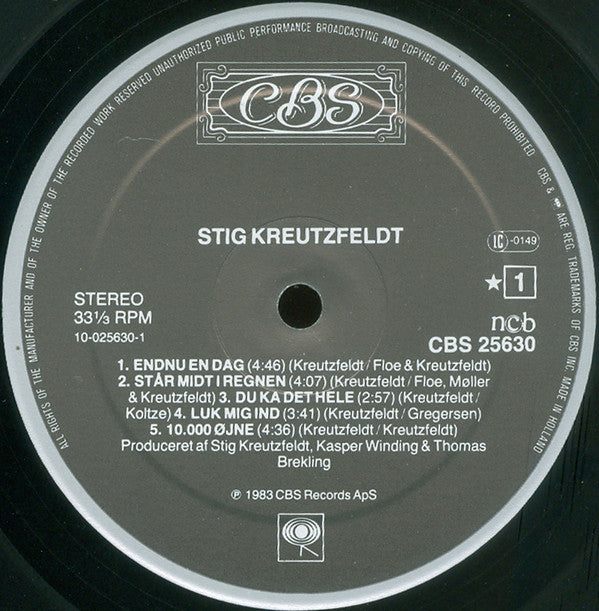 ALL RIGHTS OF THE MANUFACTURER AND OF THE OWNER OF THE RECORDED WORK RESERVED UNAUTHORIZED PUBLIC PERFORMANCE BROADCASTING AND COPYING OF THIS RECORD PROHIBITED. CBS & ARE REG. TRADEMARKS OF CBS INC. MADE IN HOLLAND
CBS
STIG KREUTZFELDT
LC -0149
★ 1
STEREO
33⅓ RPM
10-025630-1
ncb
CBS 25630
1. ENDNU EN DAG (4:46) (Kreutzfeldt / Floe & Kreutzfeldt)
2. STÅR MIDT I REGNEN (4:07) (Kreutzfeldt / Floe, Møller
& Kreutzfeldt) 3. DU KA DET HELE (2:57) (Kreutzfeldt /
Koltze) 4. LUK MIG IND (3:41) (Kreutzfeldt / Gregersen)
5. 10.000 ØJNE (4:36) (Kreutzfeldt / Kreutzfeldt)
Produceret af Stig Kreutzfeldt, Kasper Winding & Thomas
Brekling
℗ 1983 CBS Records ApS